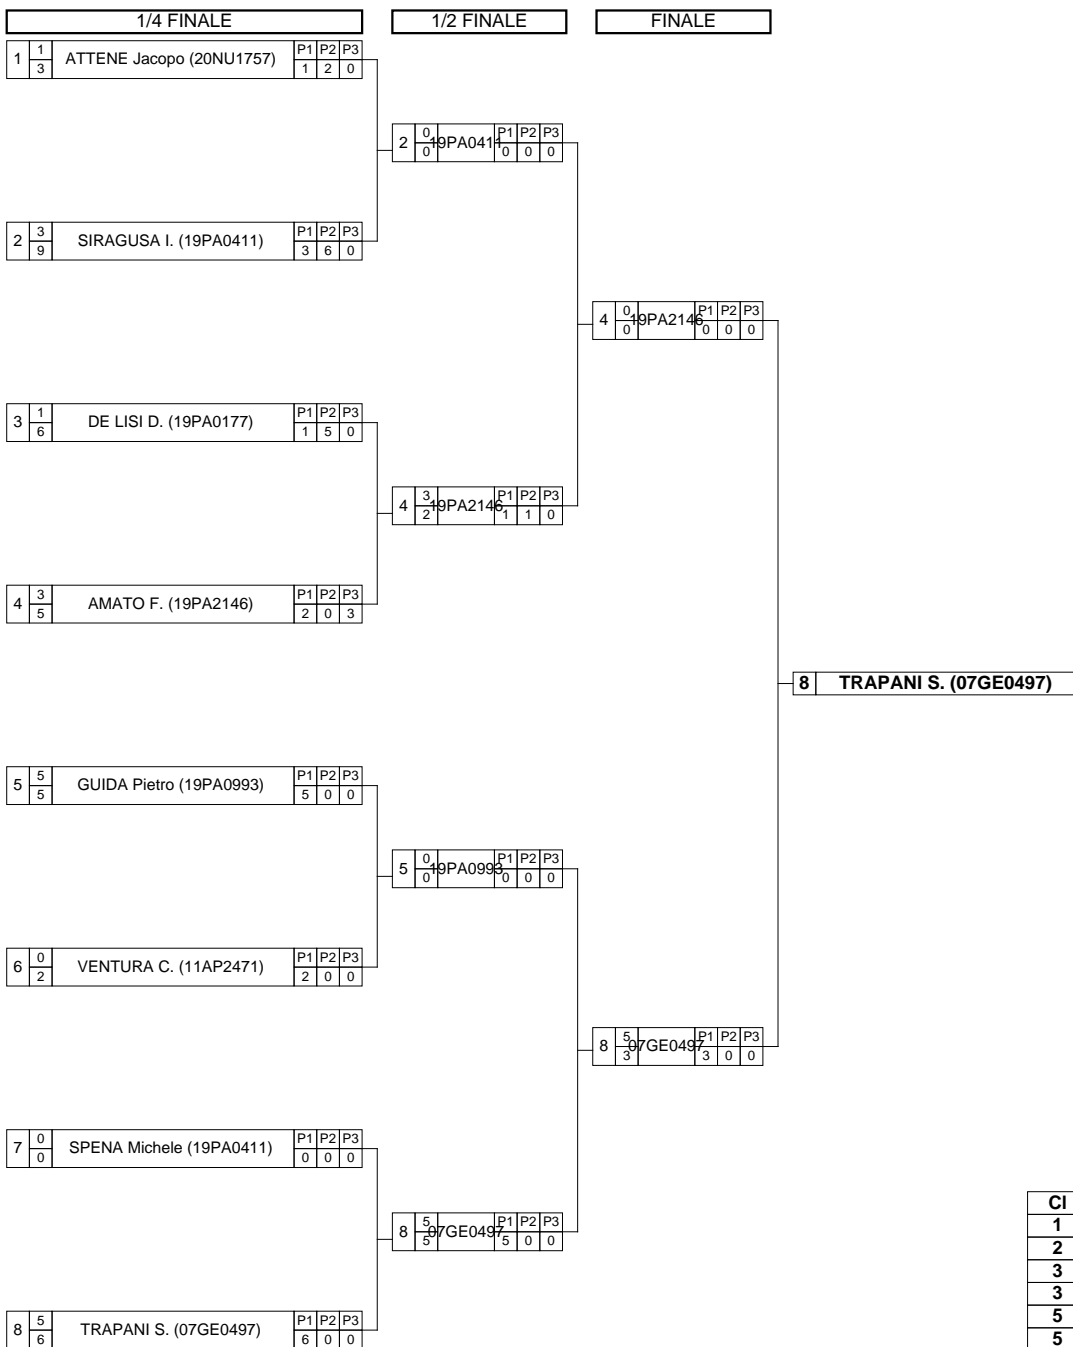 1/4 FINALE 1/2 FINALE FINALE
1 1 3 ATTENE Jacopo (20NU1757) P1 P2 P3
1 2 0
2 0 0 19PA0411 P1 P2 P3
0 0 0
2 3 9 SIRAGUSA I. (19PA0411) P1 P2 P3
3 6 0
4 0 0 19PA2146 P1 P2 P3
0 0 0
3 1 6 DE LISI D. (19PA0177) P1 P2 P3
1 5 0
4 3 2 19PA2146 P1 P2 P3
1 1 0
4 3 5 AMATO F. (19PA2146) P1 P2 P3
2 0 3
8 TRAPANI S. (07GE0497)
5 5 5 GUIDA Pietro (19PA0993) P1 P2 P3
5 0 0
5 0 0 19PA0993 P1 P2 P3
0 0 0
6 0 2 VENTURA C. (11AP2471) P1 P2 P3
2 0 0
8 5 3 07GE0497 P1 P2 P3
3 0 0
7 0 0 SPENA Michele (19PA0411) P1 P2 P3
0 0 0
8 5 5 07GE0497 P1 P2 P3
5 0 0
8 5 6 TRAPANI S. (07GE0497) P1 P2 P3
6 0 0
Cl
1
2
3
3
5
5